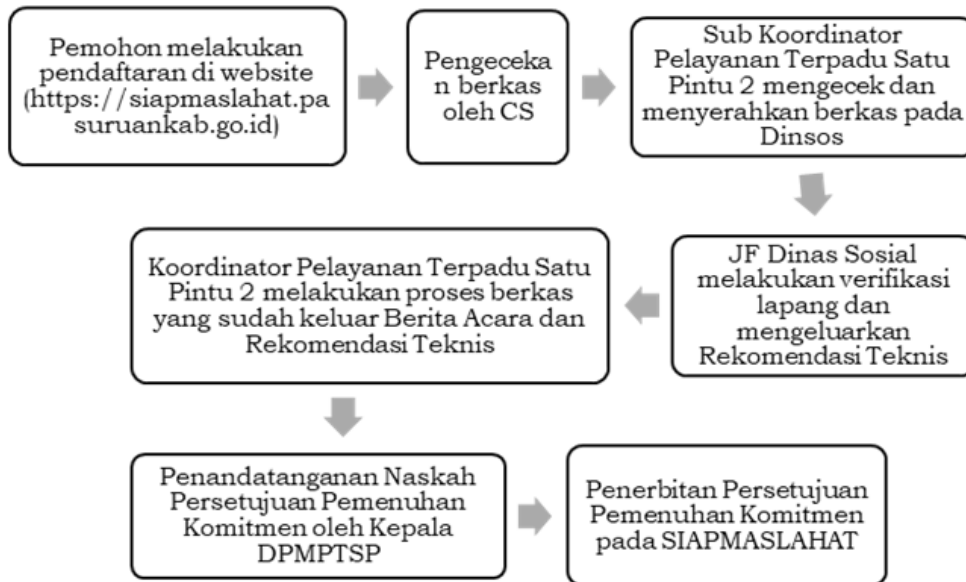 Pemohon melakukan
pendaftaran di website
(https://siapmaslahat.pa
suruankab.go.id)
Pengeceka
n berkas
oleh CS
Sub Koordinator
Pelayanan Terpadu Satu
Pintu 2 mengecek dan
menyerahkan berkas pada
Dinsos
JF Dinas Sosial
melakukan verifikasi
lapang dan
mengeluarkan
Rekomendasi Teknis
Koordinator Pelayanan Terpadu Satu
Pintu 2 melakukan proses berkas
yang sudah keluar Berita Acara dan
Rekomendasi Teknis
Penandatanganan Naskah
Persetujuan Pemenuhan
Komitmen oleh Kepala
DPMPTSP
Penerbitan Persetujuan
Pemenuhan Komitmen
pada SIAPMASLAHAT